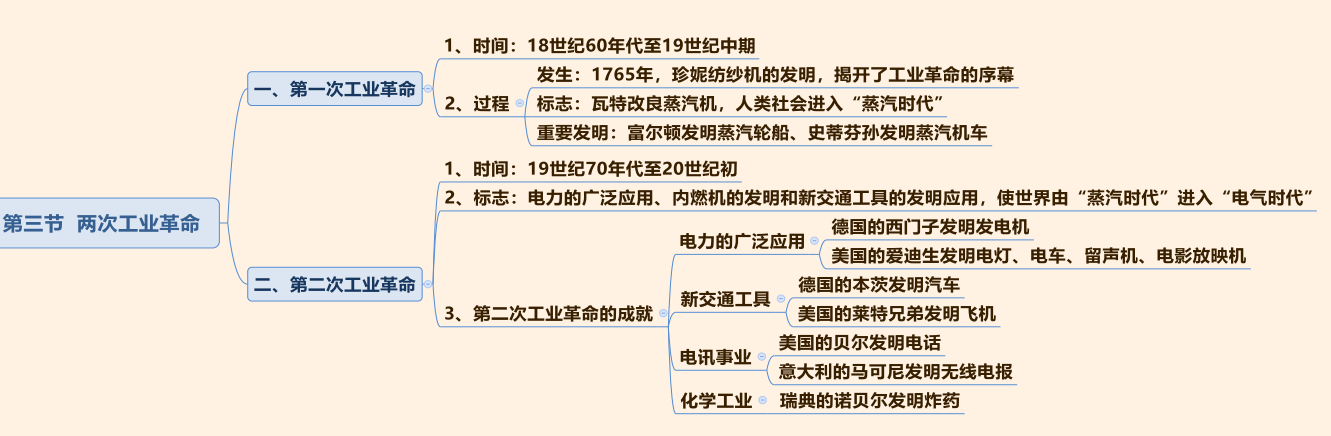 第三节 两次工业革命
一、第一次工业革命
1、时间：18世纪60年代至19世纪中期
2、过程
发生：1765年，珍妮纺纱机的发明，揭开了工业革命的序幕
标志：瓦特改良蒸汽机，人类社会进入“蒸汽时代”
重要发明：富尔顿发明蒸汽轮船、史蒂芬孙发明蒸汽机车
二、第二次工业革命
1、时间：19世纪70年代至20世纪初
2、标志：电力的广泛应用、内燃机的发明和新交通工具的发明应用，使世界由“蒸汽时代”进入“电气时代”
3、第二次工业革命的成就
电力的广泛应用
德国的西门子发明发电机
美国的爱迪生发明电灯、电车、留声机、电影放映机
新交通工具
德国的本茨发明汽车
美国的莱特兄弟发明飞机
电讯事业
美国的贝尔发明电话
意大利的马可尼发明无线电报
化学工业
瑞典的诺贝尔发明炸药